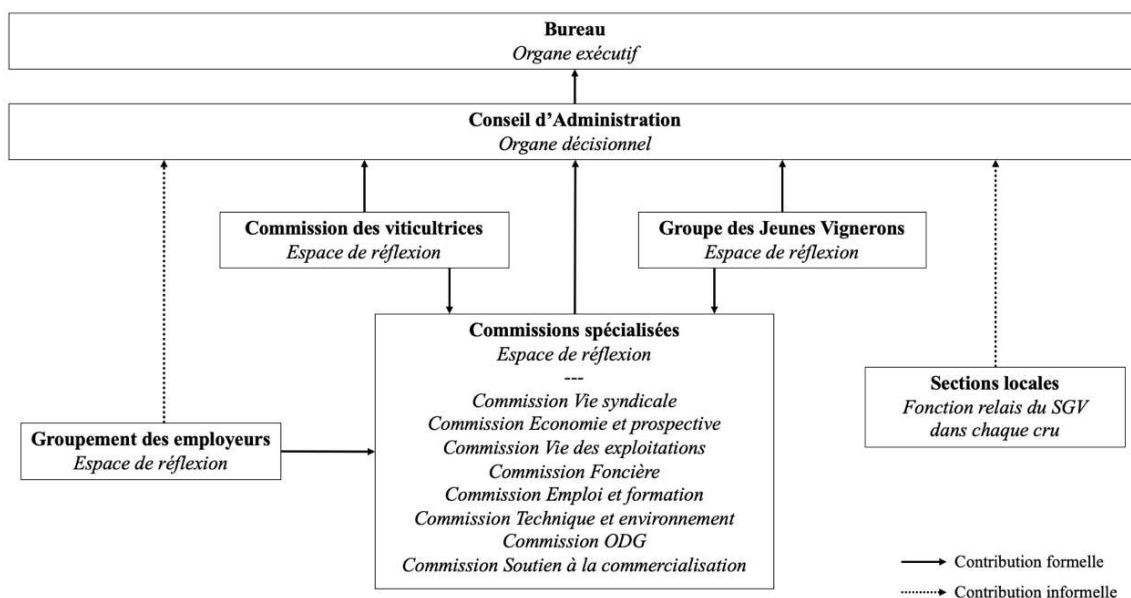 Bureau
Organe exécutif
Conseil d'Administration
Organe décisionnel
Commission des viticultrices
Espace de réflexion
Groupe des Jeunes Vignerons
Espace de réflexion
Commissions spécialisées
Espace de réflexion
---
Commission Vie syndicale
Commission Economie et prospective
Commission Vie des exploitations
Commission Foncière
Commission Emploi et formation
Commission Technique et environnement
Commission ODG
Commission Soutien à la commercialisation
Groupement des employeurs
Espace de réflexion
Sections locales
Fonction relais du SGV
dans chaque cru
Contribution formelle
Contribution informelle